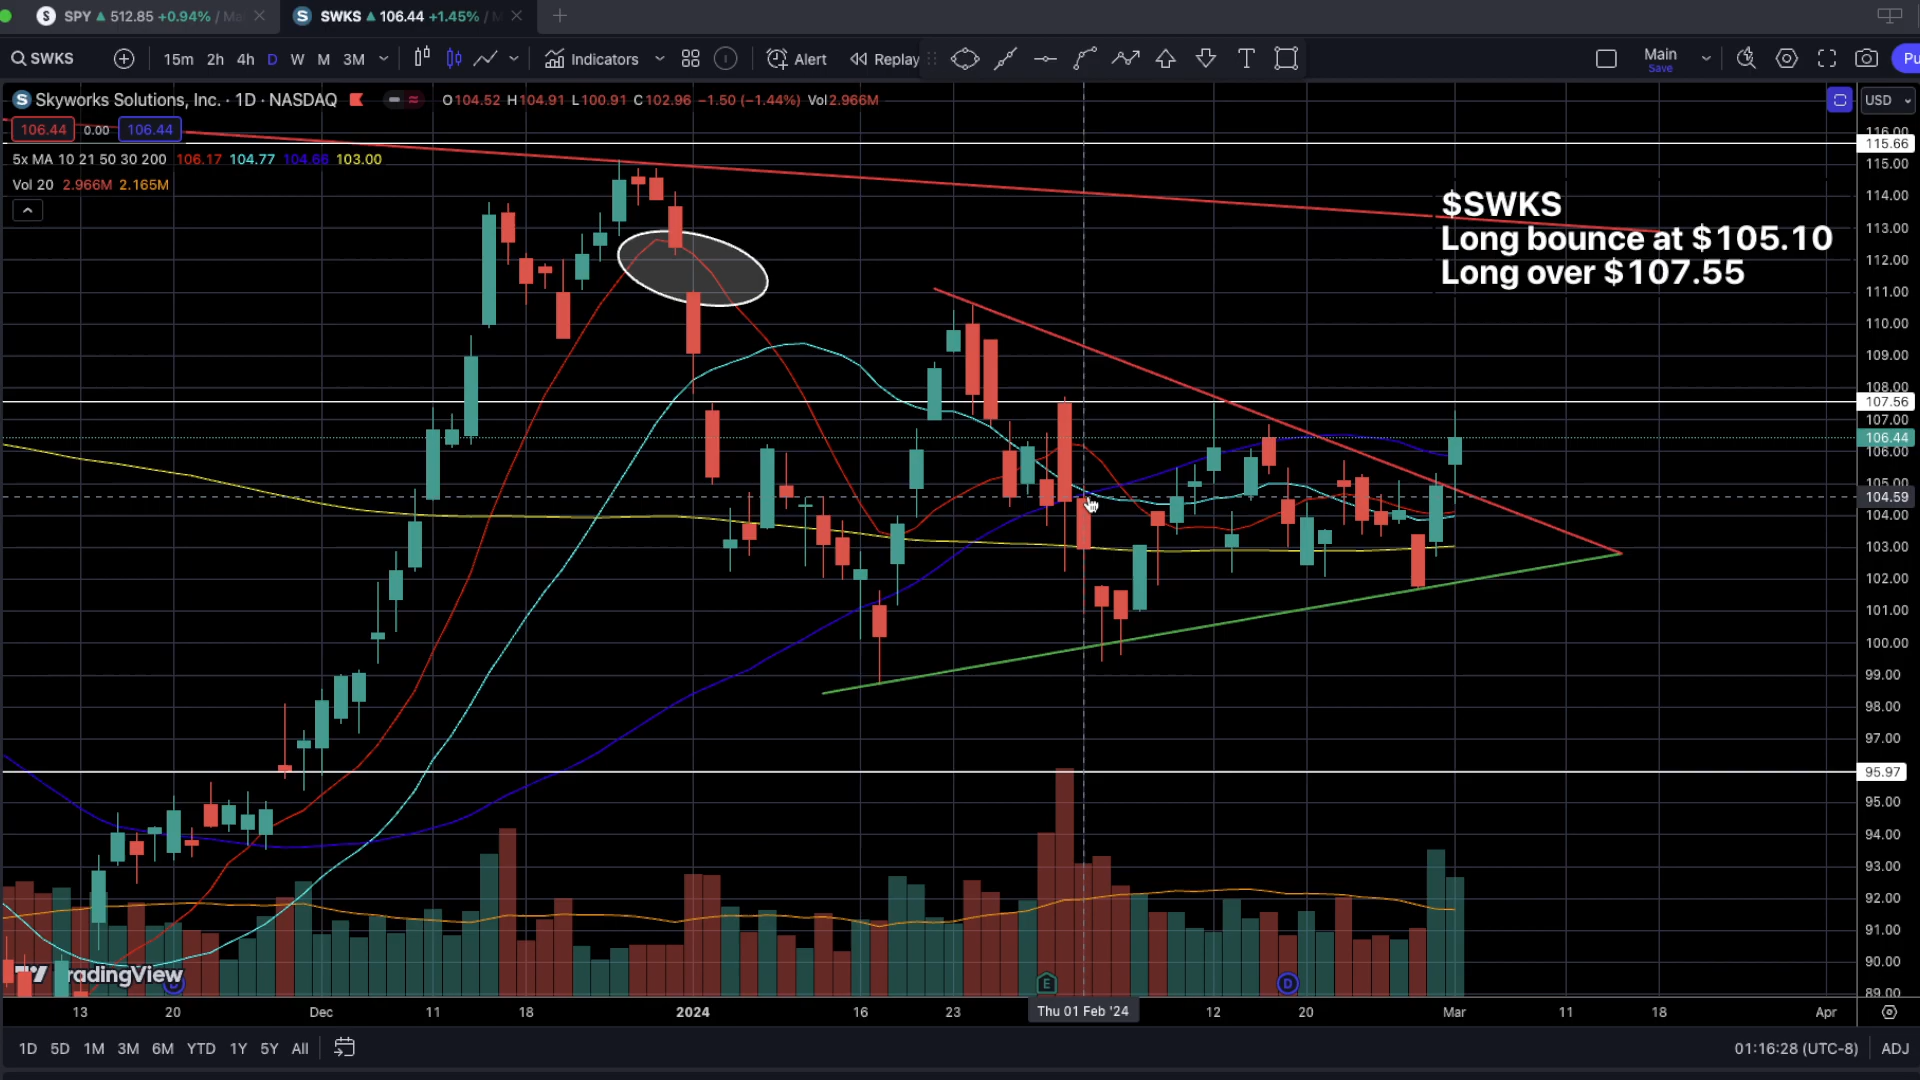 SPY ▲ 512.85 +0.94% / Ma
SWKS ▲ 106.44 +1.45% /
SWKS
15m 2h 4h D W M 3M
Indicators
Alert
Replay
Main
Save
Pu
Skyworks Solutions, Inc. · 1D · NASDAQ
O104.52 H104.91 L100.91 C102.96 −1.50 (−1.44%) Vol2.966M
USD
106.44 0.00 106.44
5x MA 10 21 50 30 200 106.17 104.77 104.66 103.00
Vol 20 2.966M 2.165M
$SWKS
Long bounce at $105.10
Long over $107.55
116.00
115.66
115.00
114.00
113.00
112.00
111.00
110.00
109.00
108.00
107.56
107.00
106.44
106.00
105.00
104.59
104.00
103.00
102.00
101.00
100.00
99.00
98.00
97.00
95.97
95.00
94.00
93.00
92.00
91.00
90.00
89.00
TradingView
D
E
D
13 20 Dec 11 18 2024 16 23 Thu 01 Feb '24 12 20 Mar 11 18 Apr
1D 5D 1M 3M 6M YTD 1Y 5Y All
01:16:28 (UTC-8) ADJ